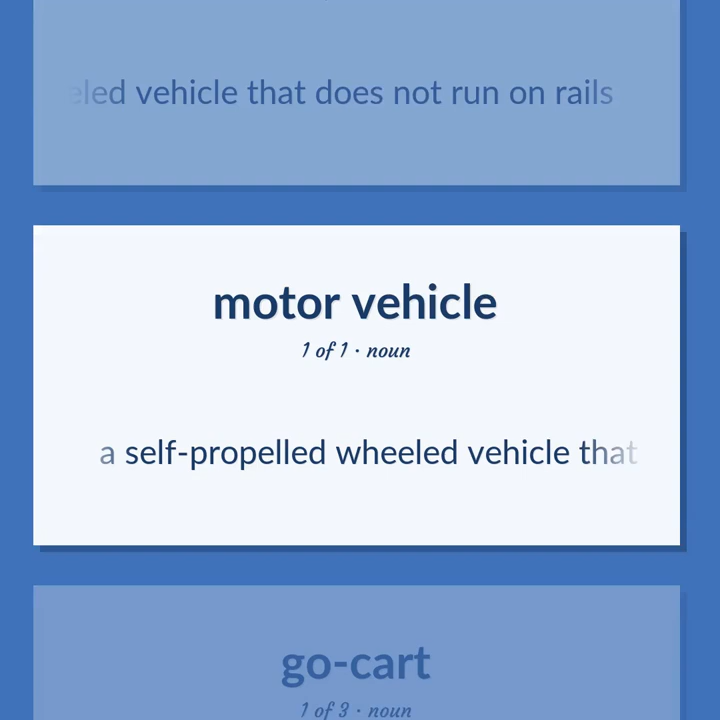 eled vehicle that does not run on rails
motor vehicle
1 of 1 · noun
a self-propelled wheeled vehicle that
go-cart
1 of 3 · noun